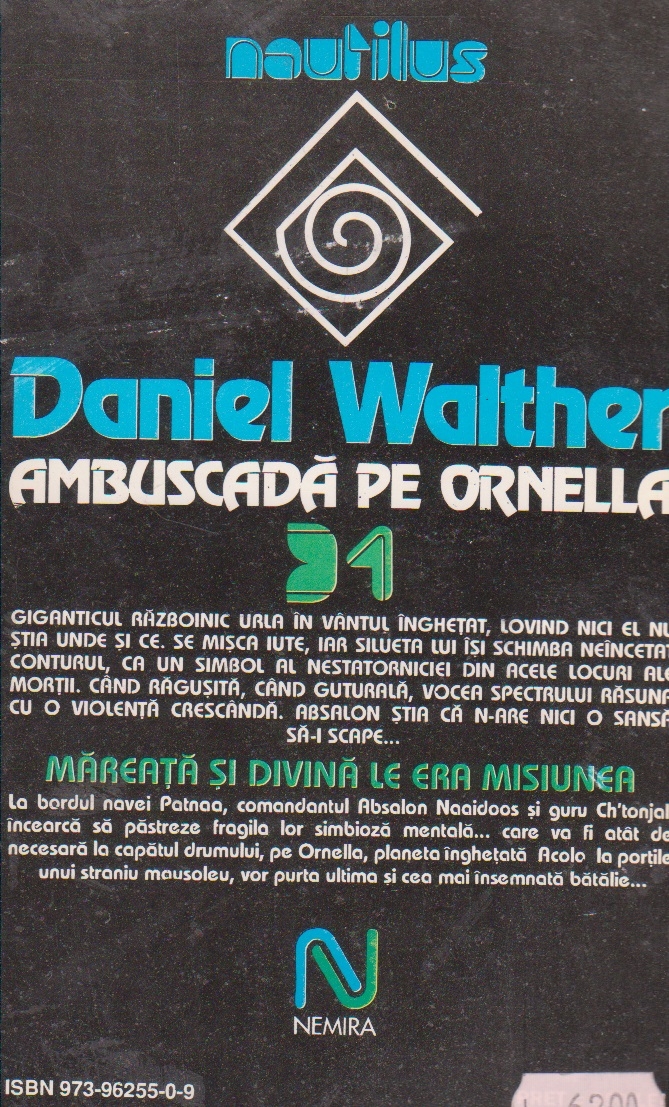 nautilus
Daniel Walther
AMBUSCADĂ PE ORNELLA
31
GIGANTICUL RĂZBOINIC URLA ÎN VÂNTUL ÎNGHEȚAT, LOVIND NICI EL NU
ȘTIA UNDE ȘI CE. SE MIȘCA IUTE, IAR SILUETA LUI ÎȘI SCHIMBA NEÎNCETAT
CONTURUL, CA UN SIMBOL AL NESTATORNICIEI DIN ACELE LOCURI ALE
MORȚII. CÂND RĂGUȘITĂ, CÂND GUTURALĂ, VOCEA SPECTRULUI RĂSUNA
CU O VIOLENȚĂ CRESCÂNDĂ. ABSALON ȘTIA CĂ N-ARE NICI O SANSĂ
SĂ-I SCAPE...
MĂREAȚĂ ȘI DIVINĂ LE ERA MISIUNEA
La bordul navei Patnaa, comandantul Absalon Naaidoos și guru Ch'tonjal
încearcă să păstreze fragila lor simbioză mentală... care va fi atât de
necesară la capătul drumului, pe Ornella, planeta înghețată Acolo la porțile
unui straniu mausoleu, vor purta ultima și cea mai însemnată bătălie...
NEMIRA
ISBN 973-96255-0-9